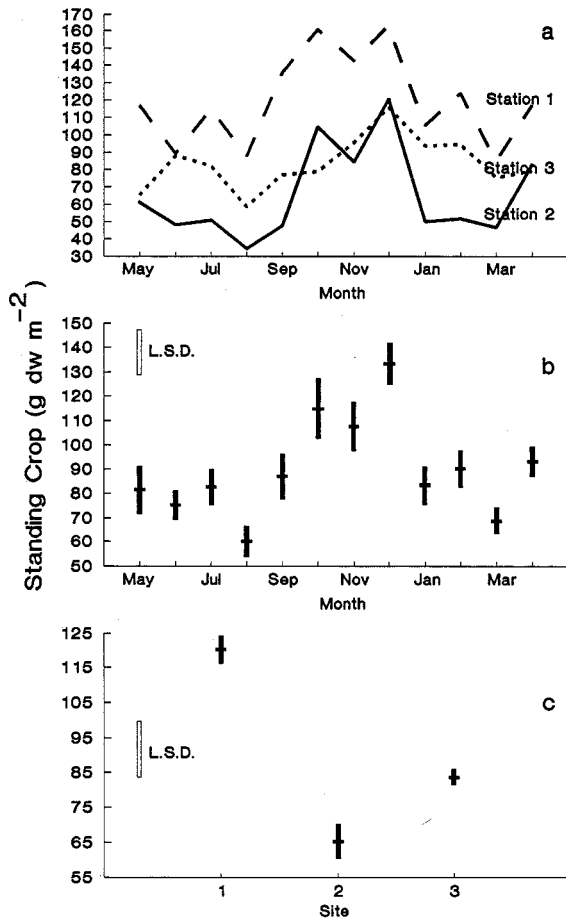 Standing Crop (g dw m⁻²)
a
170
160
150
140
130
120
110
100
90
80
70
60
50
40
30
Station 1
Station 3
Station 2
May Jul Sep Nov Jan Mar
Month
b
150
140
130
120
110
100
90
80
70
60
50
L.S.D.
May Jul Sep Nov Jan Mar
Month
c
125
115
105
95
85
75
65
55
L.S.D.
1 2 3
Site